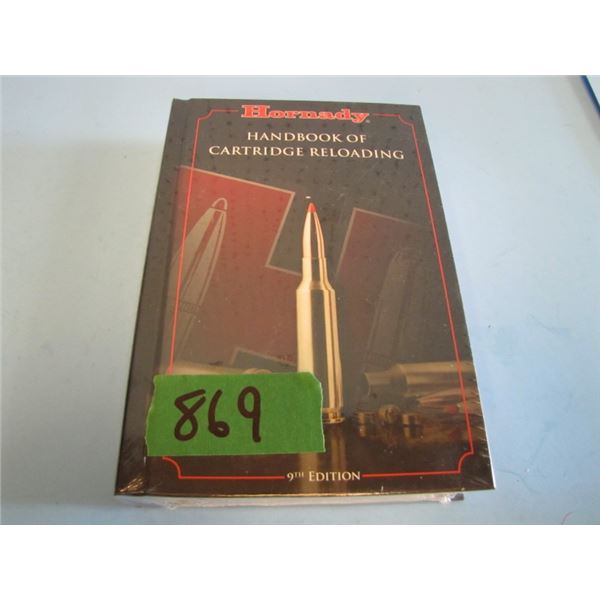 Hornady
HANDBOOK OF
CARTRIDGE RELOADING
869
9TH EDITION